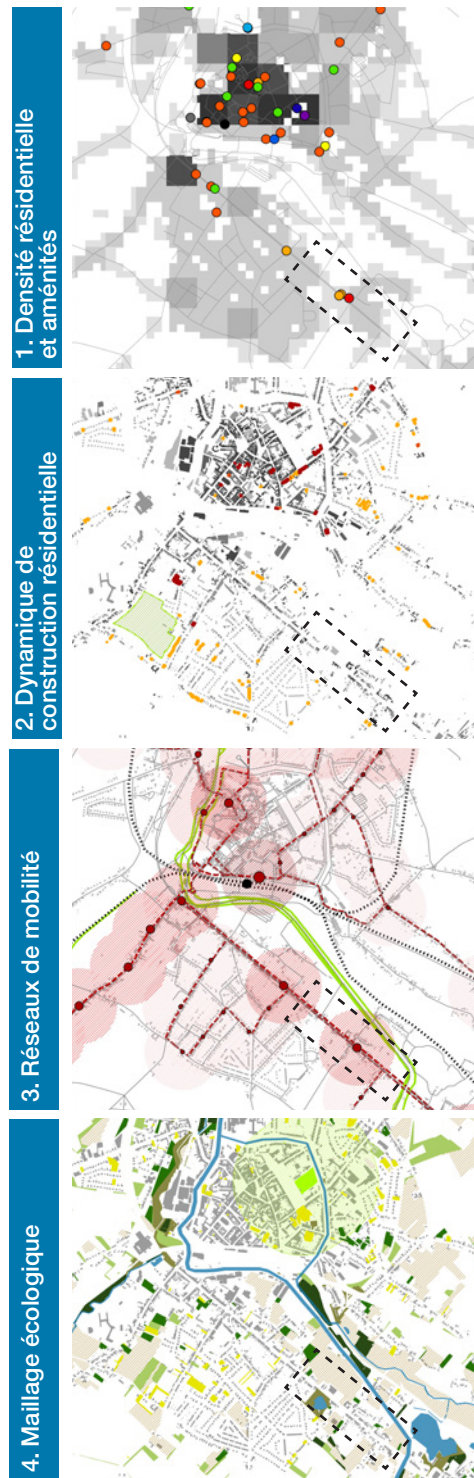 1. Densité résidentielle
et aménités
2. Dynamique de
construction résidentielle
3. Réseaux de mobilité
4. Maillage écologique